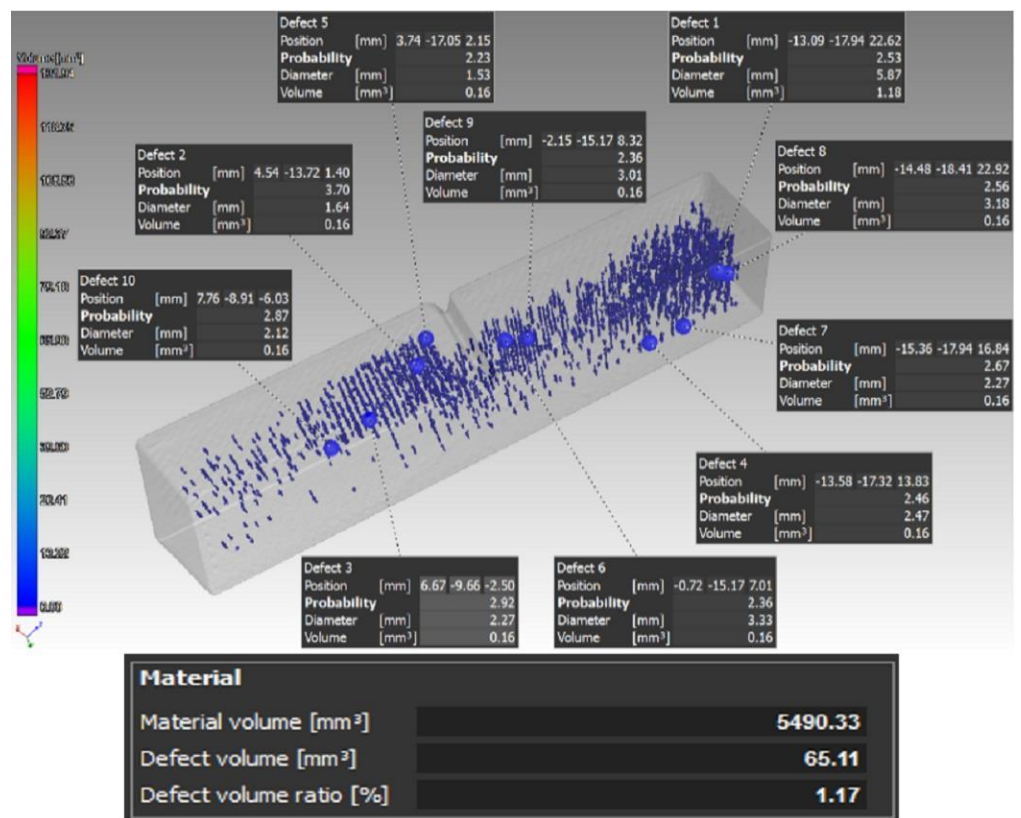 Defect 5
Position [mm] 3.74 -17.05 2.15
Probability 2.23
Diameter [mm] 1.53
Volume [mm³] 0.16
Defect 1
Position [mm] -13.09 -17.94 22.62
Probability 2.53
Diameter [mm] 5.87
Volume [mm³] 1.18
Defect 9
Position [mm] -2.15 -15.17 8.32
Probability 2.36
Diameter [mm] 3.01
Volume [mm³] 0.16
Defect 2
Position [mm] 4.54 -13.72 1.40
Probability 3.70
Diameter [mm] 1.64
Volume [mm³] 0.16
Defect 8
Position [mm] -14.48 -18.41 22.92
Probability 2.56
Diameter [mm] 3.18
Volume [mm³] 0.16
Defect 10
Position [mm] 7.76 -8.91 -6.03
Probability 2.87
Diameter [mm] 2.12
Volume [mm³] 0.16
Defect 7
Position [mm] -15.36 -17.94 16.84
Probability 2.67
Diameter [mm] 2.27
Volume [mm³] 0.16
Defect 4
Position [mm] -13.58 -17.32 13.83
Probability 2.46
Diameter [mm] 2.47
Volume [mm³] 0.16
Defect 3
Position [mm] 6.67 -9.66 -2.50
Probability 2.92
Diameter [mm] 2.27
Volume [mm³] 0.16
Defect 6
Position [mm] -0.72 -15.17 7.01
Probability 2.36
Diameter [mm] 3.33
Volume [mm³] 0.16
Material
Material volume [mm³] 5490.33
Defect volume [mm³] 65.11
Defect volume ratio [%] 1.17